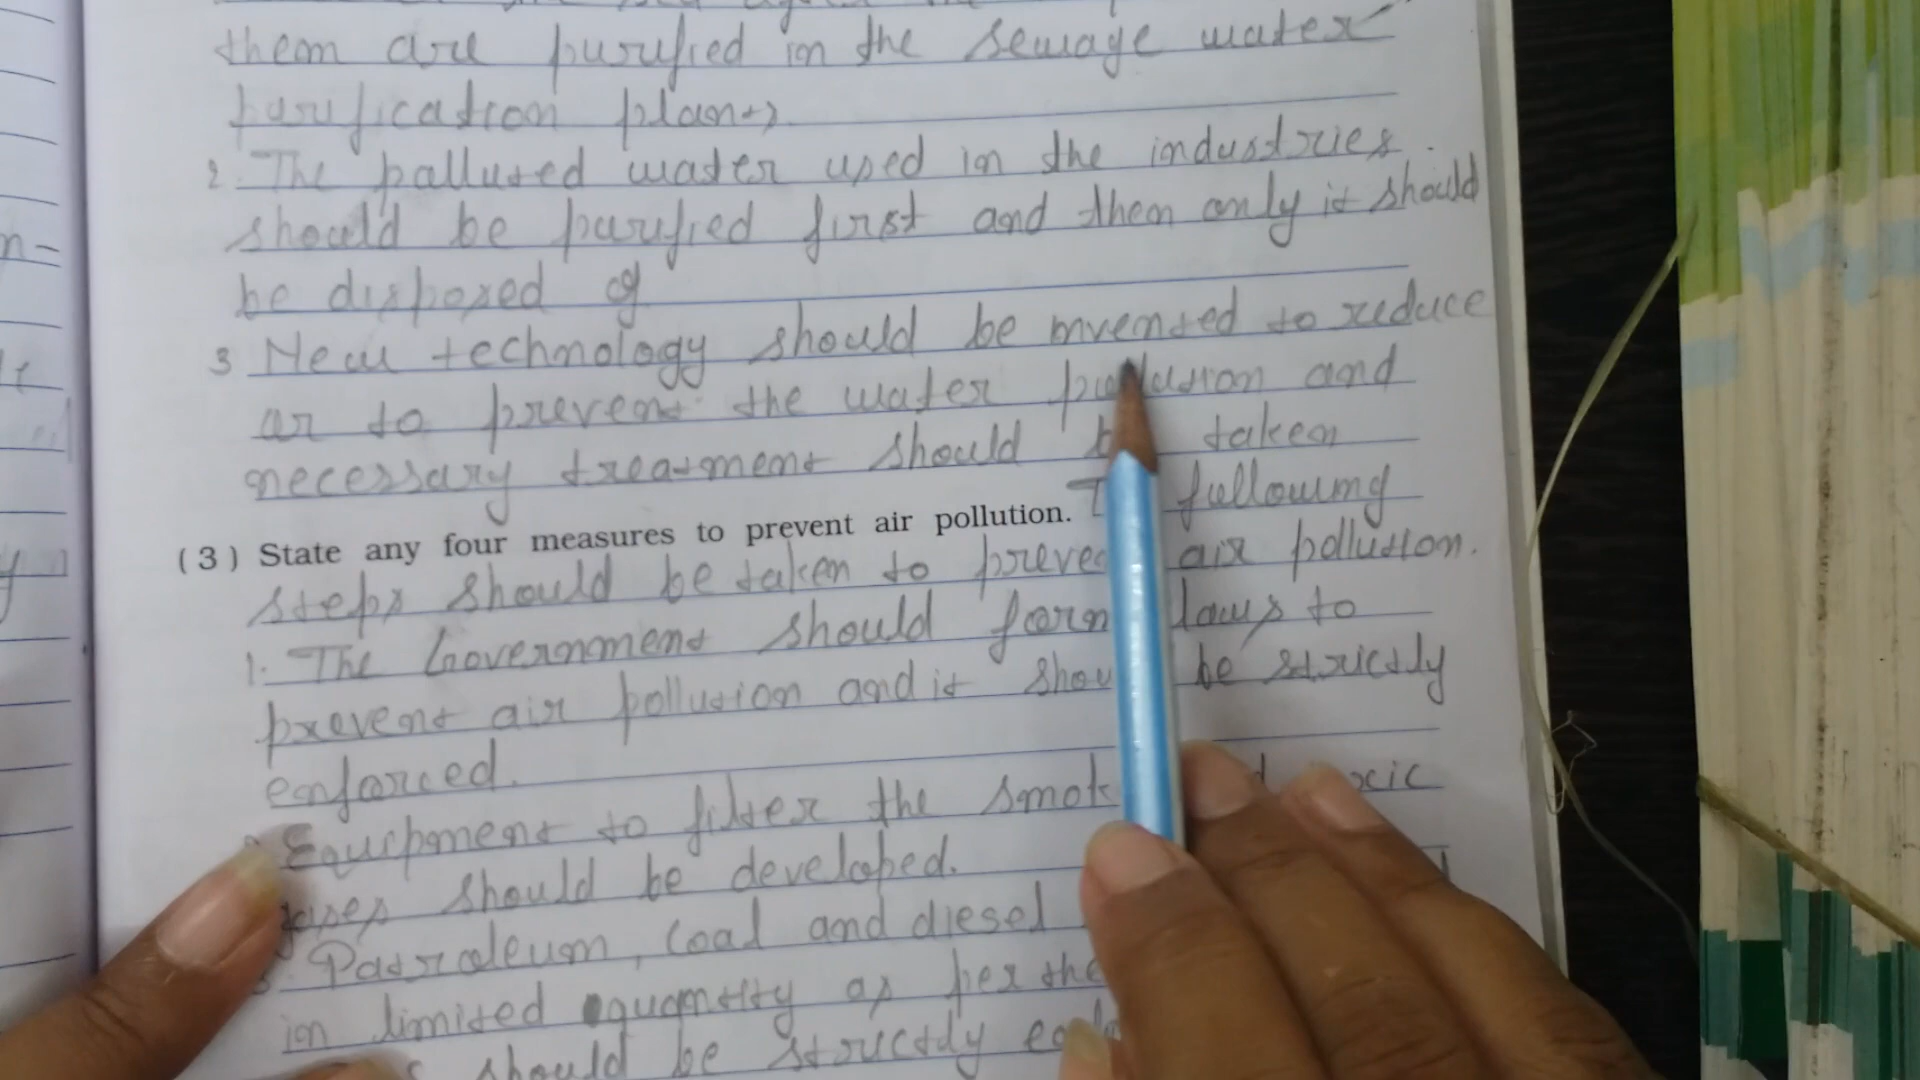 them are purified in the sewage water
purification plants
2. The polluted water used in the industries.
should be purified first and then only it should
be disposed of
3 New technology should be invented to reduce
or to prevent the water pollution and
necessary treatment should taken
(3) State any four measures to prevent air pollution. following
steps should be taken to air pollution.
1. The Government should laws to
prevent air pollution and it be strictly
enforced.
Equipment to filter the
gases should be developed.
Patroleum, coal and diesel
in limited quantity as per the
should be strictly